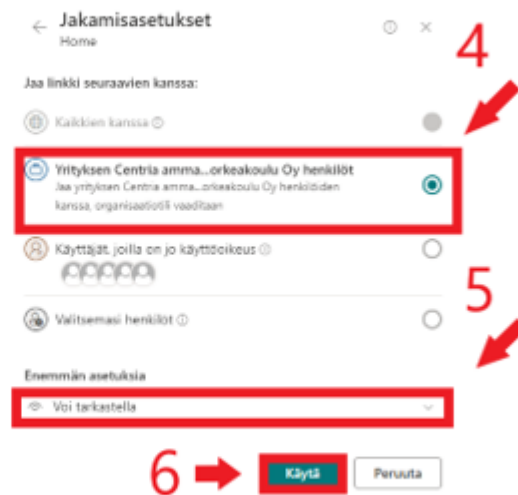 Jakamisasetukset
Home
4
Jaa linkki seuraavien kanssa:
Kaikkien kanssa
Yrityksen Centria amma...orkeakoulu Oy henkilöt
Jaa yrityksen Centria amma...orkeakoulu Oy henkilöiden
kanssa, organisaatiotili vaaditaan
Käyttäjät, joilla on jo käyttöoikeus
5
Valitsemasi henkilöt
Enemmän asetuksia
Voi tarkastella
6
Käytä
Peruuta